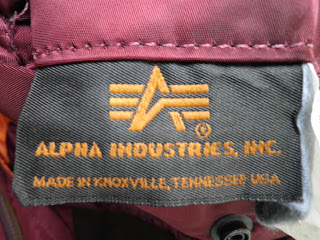 ®
ALPHA INDUSTRIES, INC.
MADE IN KNOXVILLE, TENNESSEE USA